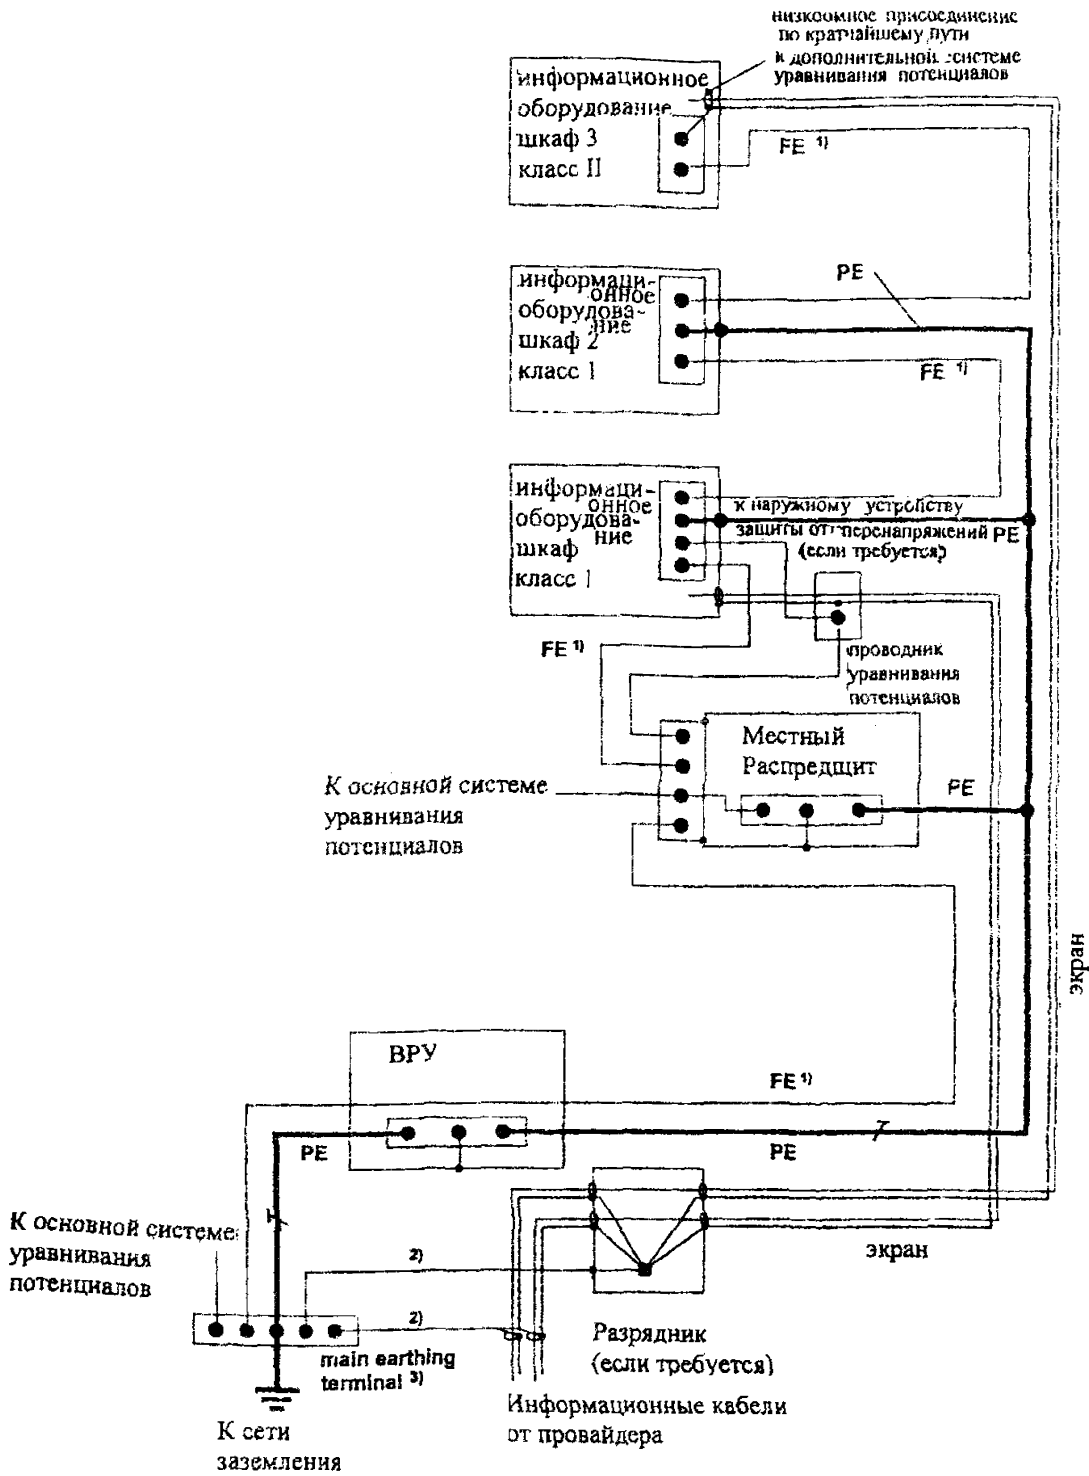 низкоомное присоединение
по кратчайшему пути
к дополнительной системе
уравнивания потенциалов
информационное
оборудование
шкаф 3
класс II
FE 1)
PE
информаци-
онное
оборудова-
ние
шкаф 2
класс 1
FE 1)
информаци-
онное
оборудова-
ние
шкаф
класс 1
к наружному устройству
защиты от перенапряжений PE
(если требуется)
FE 1)
проводник
уравнивания
потенциалов
Местный
Распредщит
PE
К основной системе
уравнивания
потенциалов
экран
ВРУ
FE 1)
PE
PE
К основной системе
уравнивания
потенциалов
2)
экран
2)
main earthing
terminal 3)
Разрядник
(если требуется)
Информационные кабели
от провайдера
К сети
заземления